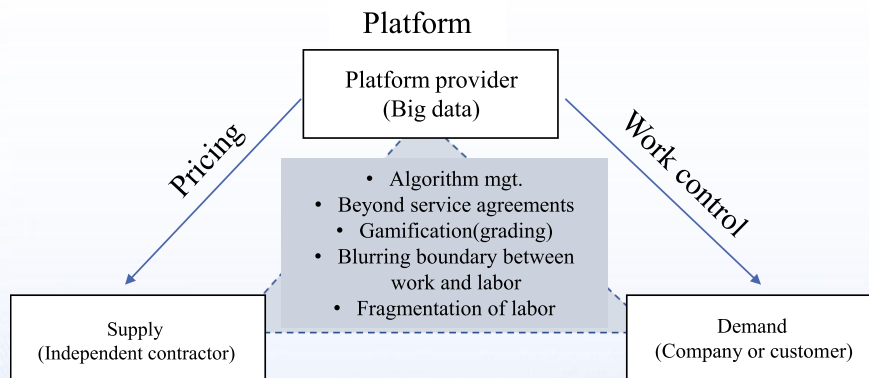 Platform
Platform provider
(Big data)
Pricing
Work control
• Algorithm mgt.
• Beyond service agreements
• Gamification(grading)
• Blurring boundary between
work and labor
• Fragmentation of labor
Supply
(Independent contractor)
Demand
(Company or customer)